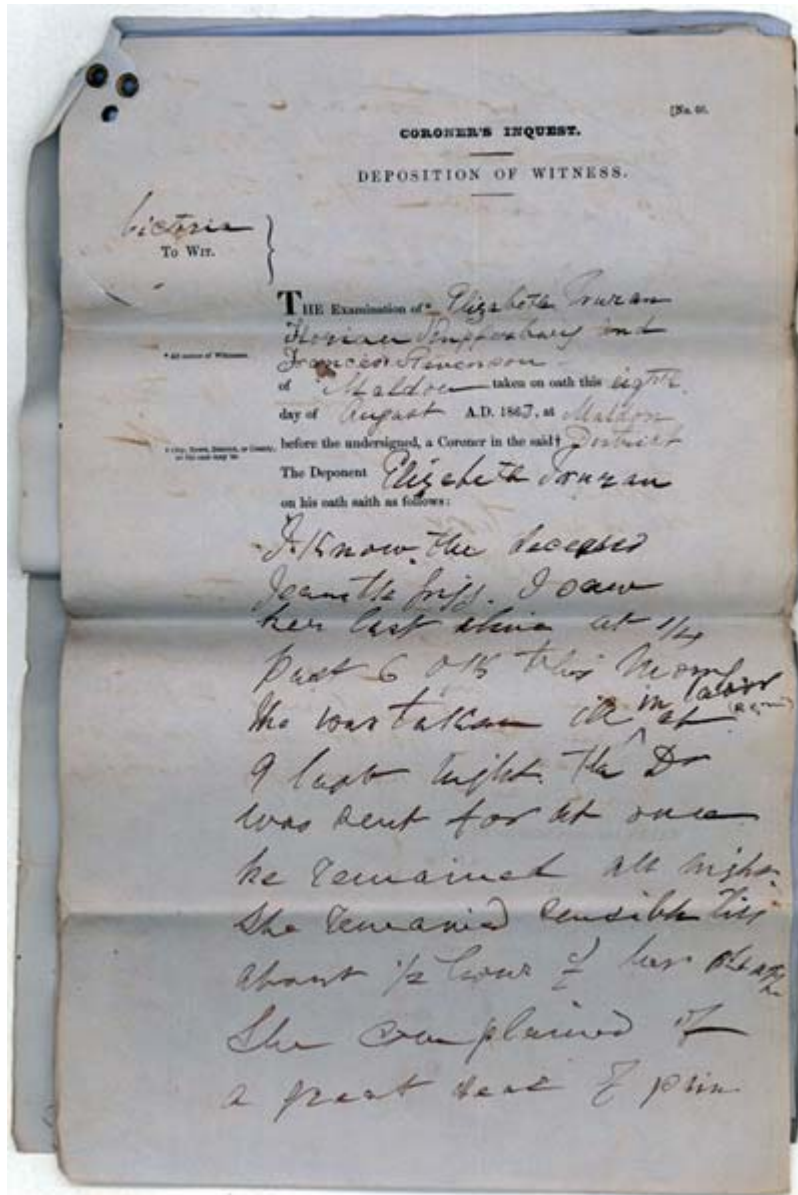 [No. 6
CORONER'S INQUEST.
DEPOSITION OF WITNESS.
Victoria
TO WIT.
THE Examination of* Elizabeth Truran
Florian and
* All names of Witnesses.
Frances Stevenson
of Maldon taken on oath this eighth
day of August A.D. 1867, at Maldon
† City, Town, District, or County, as the case may be
before the undersigned, a Coroner in the said† District
The Deponent Elizabeth Truran
on his oath saith as follows:
I know the deceased
I saw
her last alive at 1/4
past 6 o'k this Morng
She was taken ill in labor at
9 last night. The Dr
was sent for at once
he remained all night.
She remained sensible till
about 1/2 hour of her death
She complained of
a great deal of pain